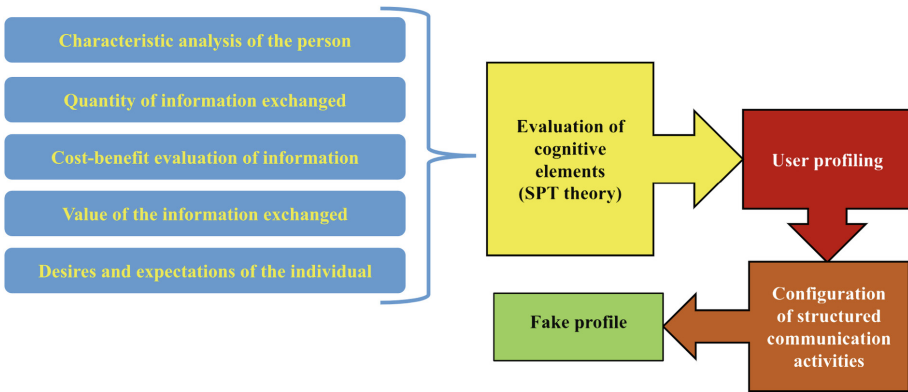 Characteristic analysis of the person
Quantity of information exchanged
Cost-benefit evaluation of information
Value of the information exchanged
Desires and expectations of the individual
Evaluation of
cognitive
elements
(SPT theory)
User profiling
Configuration
of structured
communication
activities
Fake profile